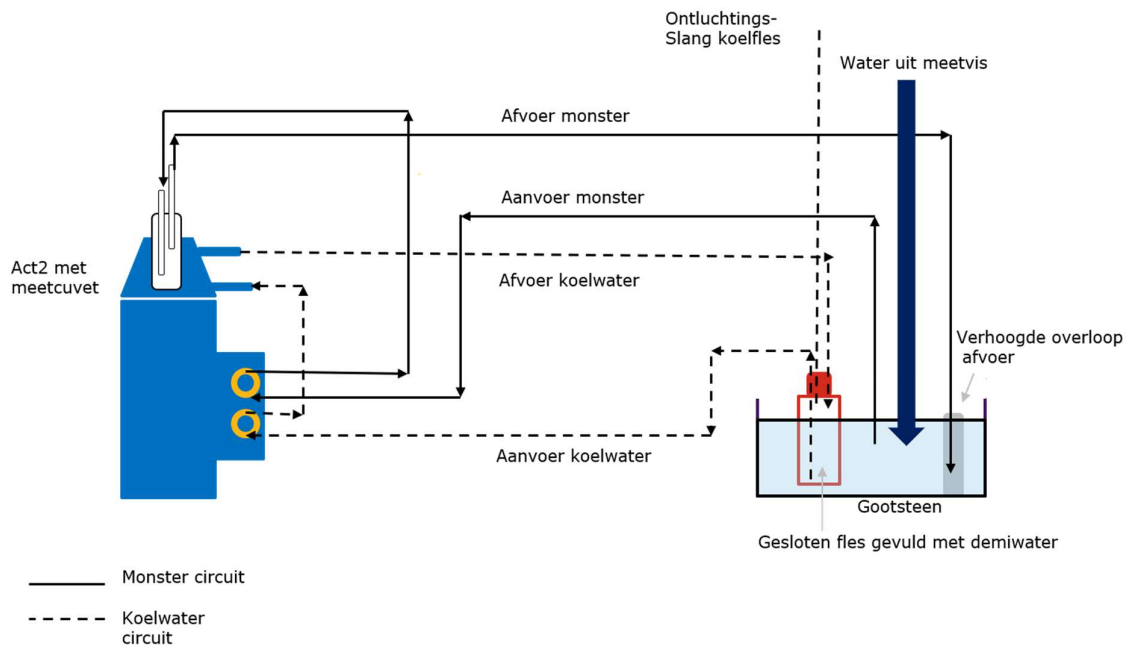 Ontluchtings-
Slang koelfles
Water uit meetvis
Afvoer monster
Aanvoer monster
Act2 met
meetcuvet
Afvoer koelwater
Verhoogde overloop
afvoer
Aanvoer koelwater
Gootsteen
Gesloten fles gevuld met demiwater
Monster circuit
Koelwater
circuit